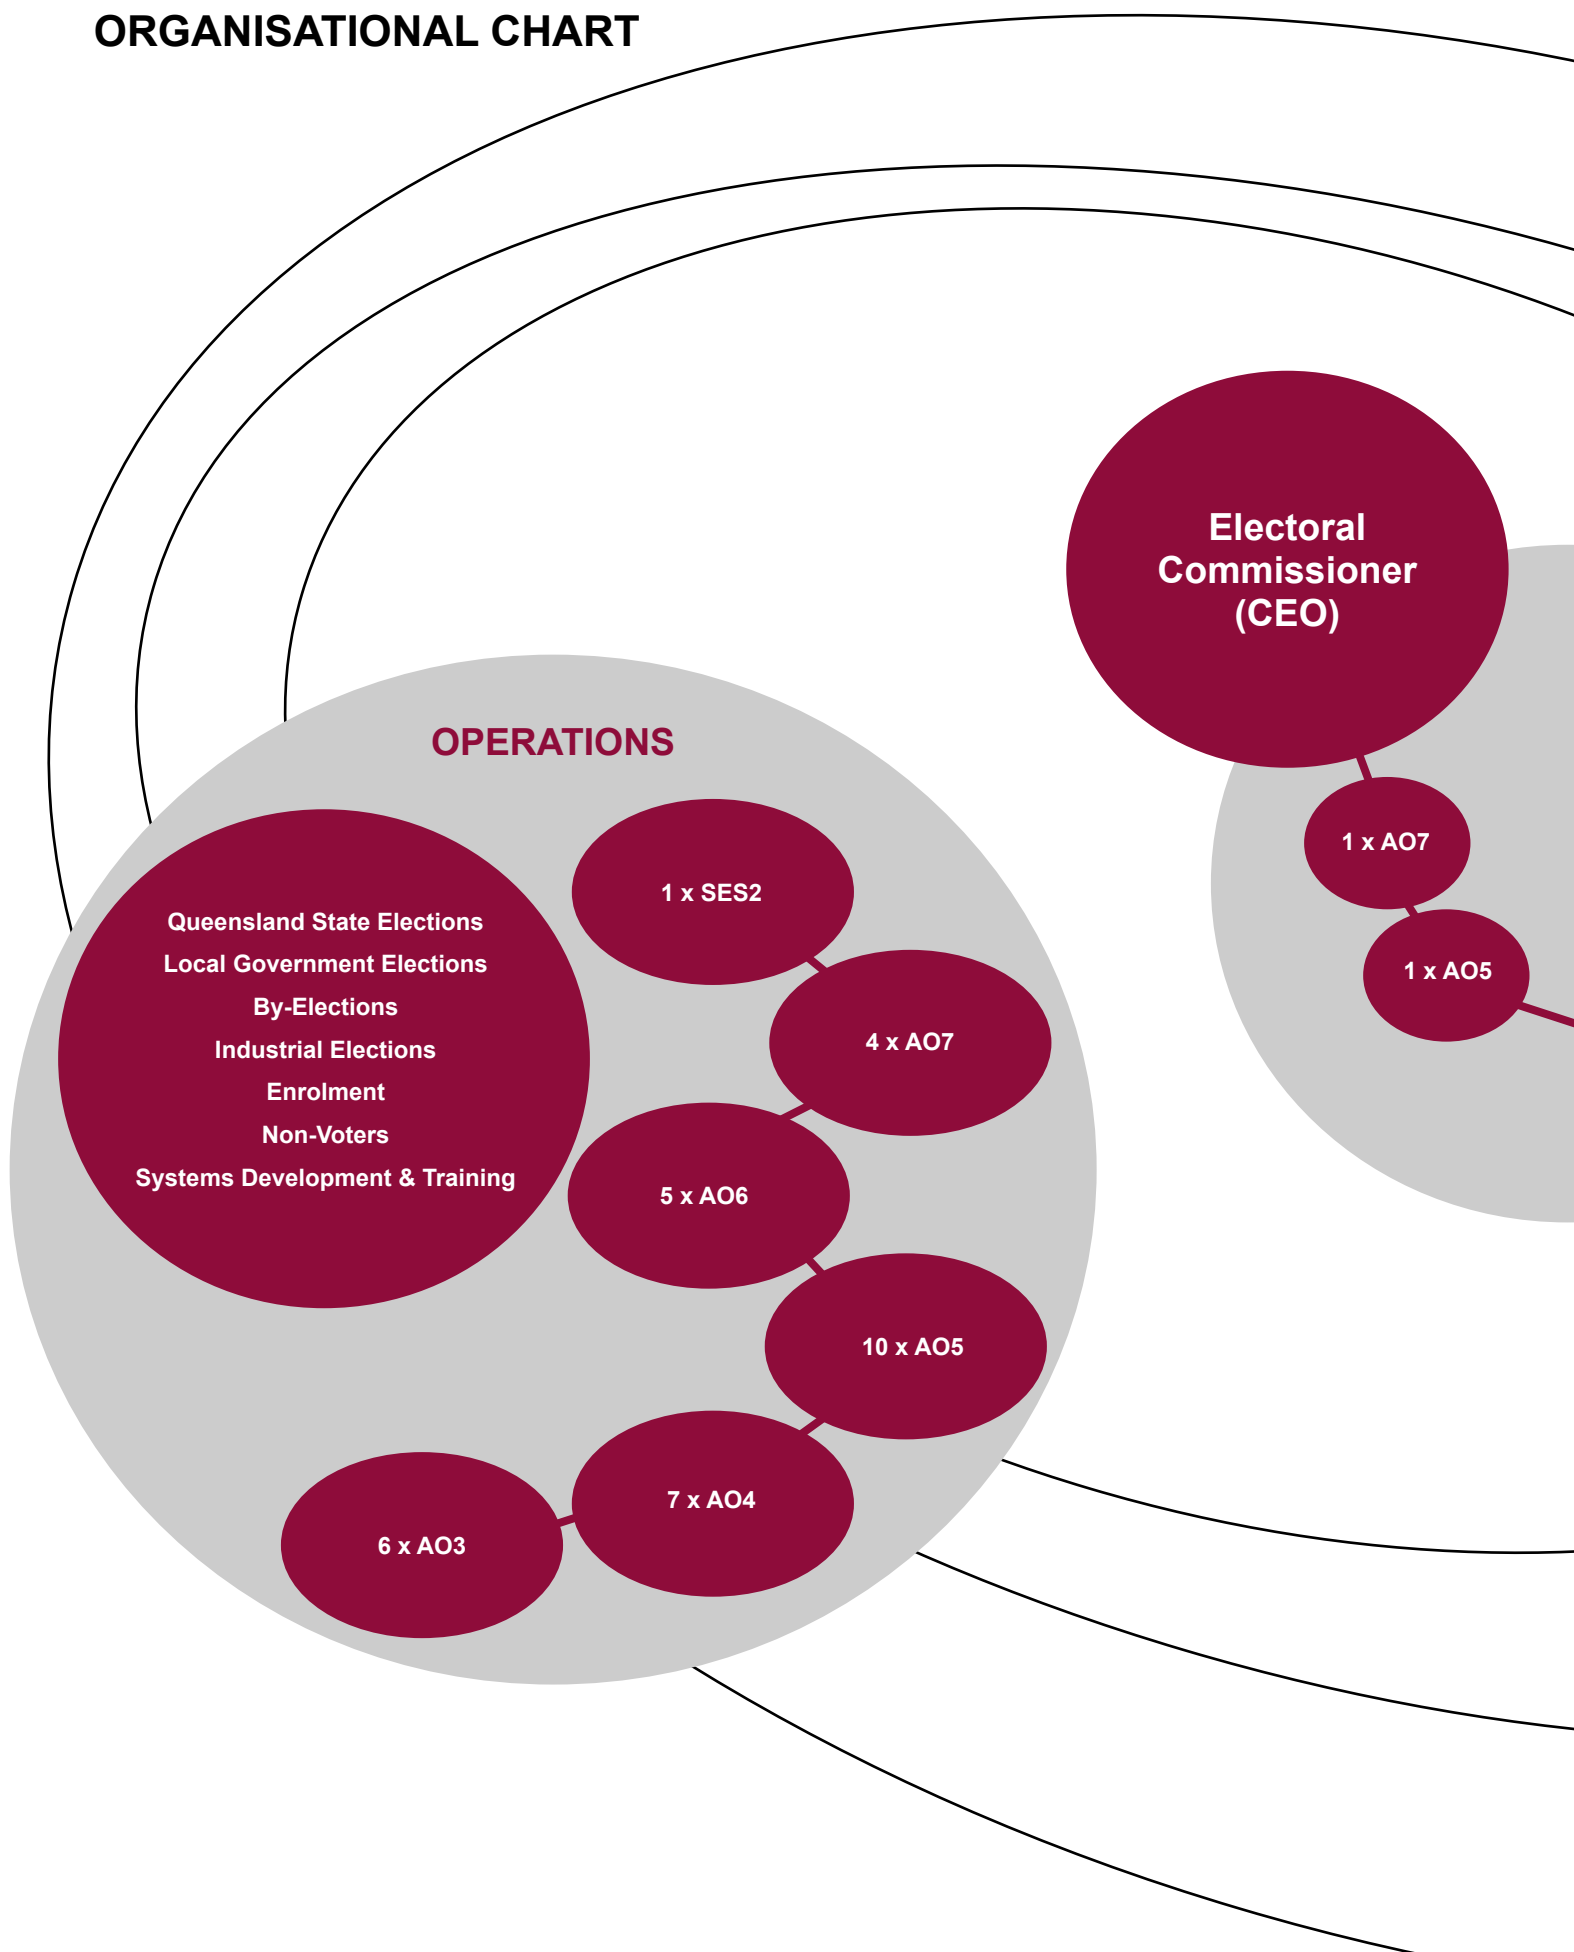 ORGANISATIONAL CHART
Electoral
Commissioner
(CEO)
1 x AO7
1 x AO5
OPERATIONS
Queensland State Elections
Local Government Elections
By-Elections
Industrial Elections
Enrolment
Non-Voters
Systems Development & Training
1 x SES2
4 x AO7
5 x AO6
10 x AO5
7 x AO4
6 x AO3